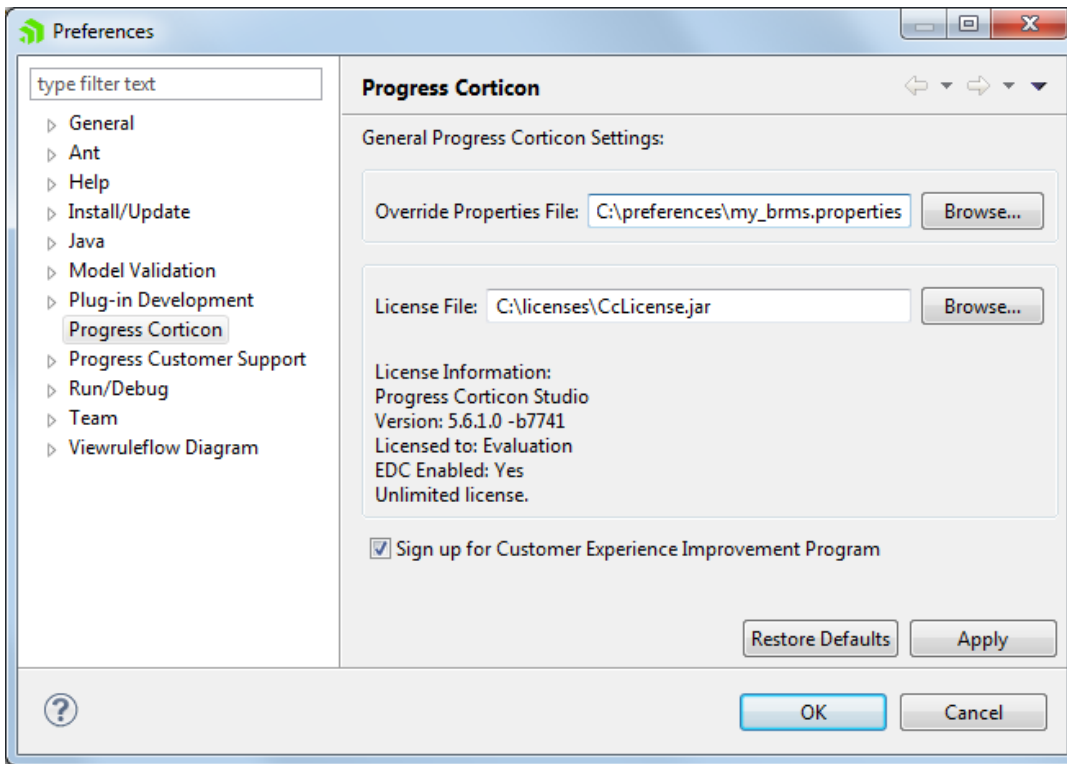 Preferences
type filter text
General
Ant
Help
Install/Update
Java
Model Validation
Plug-in Development
Progress Corticon
Progress Customer Support
Run/Debug
Team
Viewruleflow Diagram
Progress Corticon
General Progress Corticon Settings:
Override Properties File: C:\preferences\my_brms.properties Browse...
License File: C:\licenses\CcLicense.jar Browse...
License Information:
Progress Corticon Studio
Version: 5.6.1.0 -b7741
Licensed to: Evaluation
EDC Enabled: Yes
Unlimited license.
Sign up for Customer Experience Improvement Program
Restore Defaults Apply
? OK Cancel